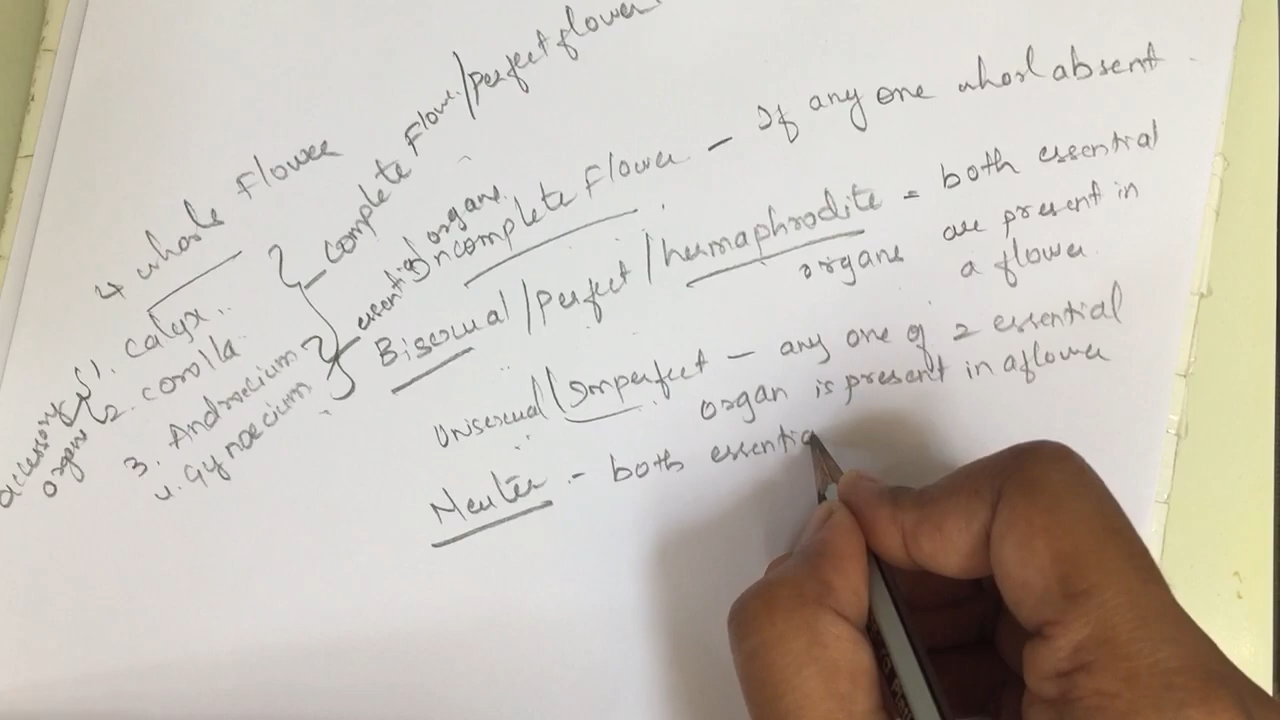 4 whorls flower
1. calyx
2. corolla
3. Androecium
4. Gynoecium
accessory
organs
essential organs
complete Flower/perfect flower
Incomplete Flower - If any one whorl absent.
Bisexual/perfect/hermaphrodite = both essential
organs are present in
a flower.
Unisexual/Imperfect - any one of 2 essential
organ is present in a flower
Neuter - both essentia